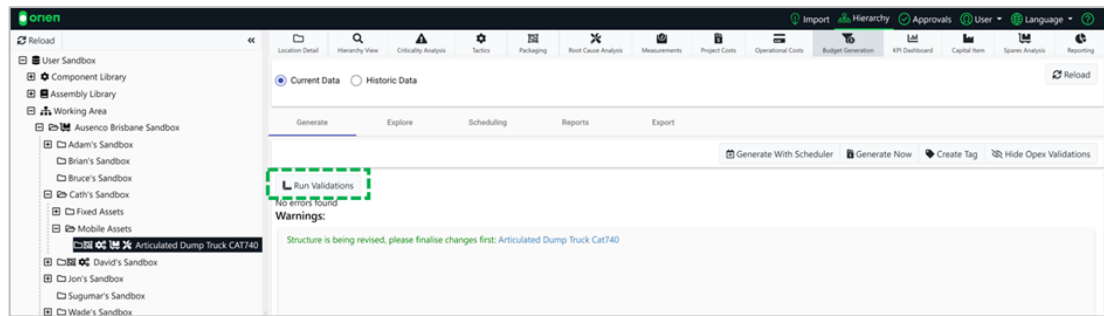 orien
Import Hierarchy Approvals User Language
Reload
Location Detail Hierarchy View Criticality Analysis Tactics Packaging Root Cause Analysis Measurements Project Costs Operational Costs Budget Generation KPI Dashboard Capital Item Spares Analysis Reporting
User Sandbox
Component Library
Assembly Library
Working Area
Ausenco Brisbane Sandbox
Adam's Sandbox
Brian's Sandbox
Bruce's Sandbox
Cath's Sandbox
Fixed Assets
Mobile Assets
Articulated Dump Truck CAT740
David's Sandbox
Jon's Sandbox
Sugumar's Sandbox
Wade's Sandbox
Current Data Historic Data
Reload
Generate Explore Scheduling Reports Export
Generate With Scheduler Generate Now Create Tag Hide Opex Validations
Run Validations
No errors found
Warnings:
Structure is being revised, please finalise changes first: Articulated Dump Truck Cat740